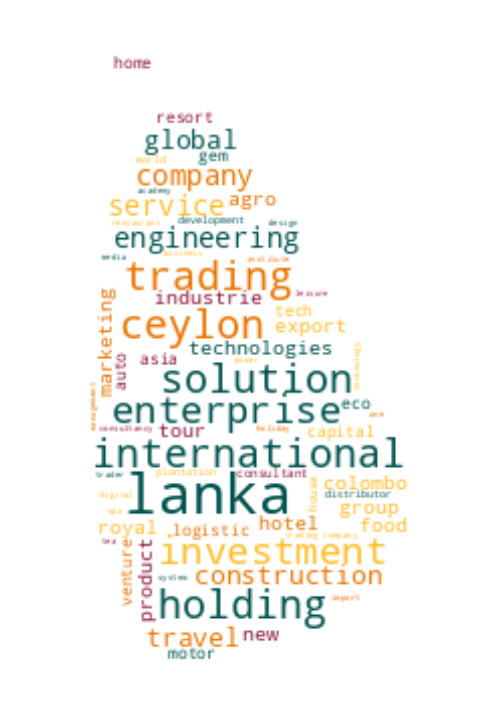 home
resort
global
gem
world
company
academy
service
agro
restaurant
development
design
engineering
business
media
institute
trading
industrie
leisure
marketing
ceylon
tech
export
technologies
auto
asia
power
technology
solution
enterprise
eco
one
management
consultancy
tour
holiday
capital
international
trader
plantation
consultant
lanka
house
colombo
digital
distributor
spa
group
royal
logistic
hotel
food
tea
trading company
venture
product
investment
system
construction
holding
import
travel
new
motor